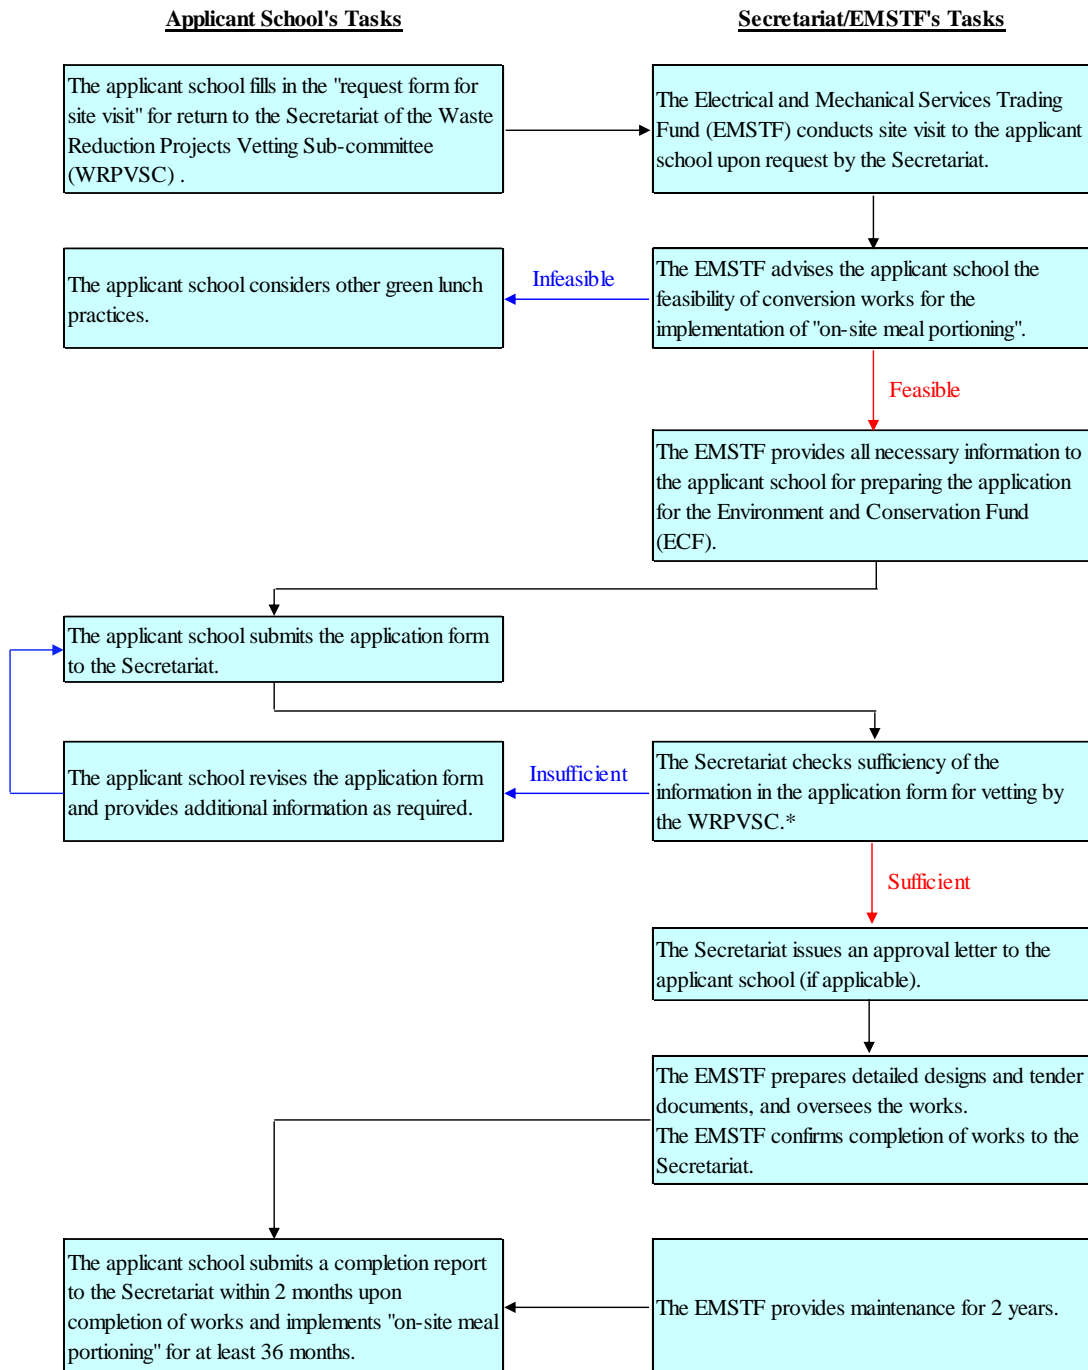 Applicant School's Tasks
Secretariat/EMSTF's Tasks
The applicant school fills in the "request form for
site visit" for return to the Secretariat of the Waste
Reduction Projects Vetting Sub-committee
(WRPVSC) .
The Electrical and Mechanical Services Trading
Fund (EMSTF) conducts site visit to the applicant
school upon request by the Secretariat.
The applicant school considers other green lunch
practices.
Infeasible
The EMSTF advises the applicant school the
feasibility of conversion works for the
implementation of "on-site meal portioning".
Feasible
The EMSTF provides all necessary information to
the applicant school for preparing the application
for the Environment and Conservation Fund
(ECF).
The applicant school submits the application form
to the Secretariat.
The applicant school revises the application form
and provides additional information as required.
Insufficient
The Secretariat checks sufficiency of the
information in the application form for vetting by
the WRPVSC.*
Sufficient
The Secretariat issues an approval letter to the
applicant school (if applicable).
The EMSTF prepares detailed designs and tender
documents, and oversees the works.
The EMSTF confirms completion of works to the
Secretariat.
The applicant school submits a completion report
to the Secretariat within 2 months upon
completion of works and implements "on-site meal
portioning" for at least 36 months.
The EMSTF provides maintenance for 2 years.